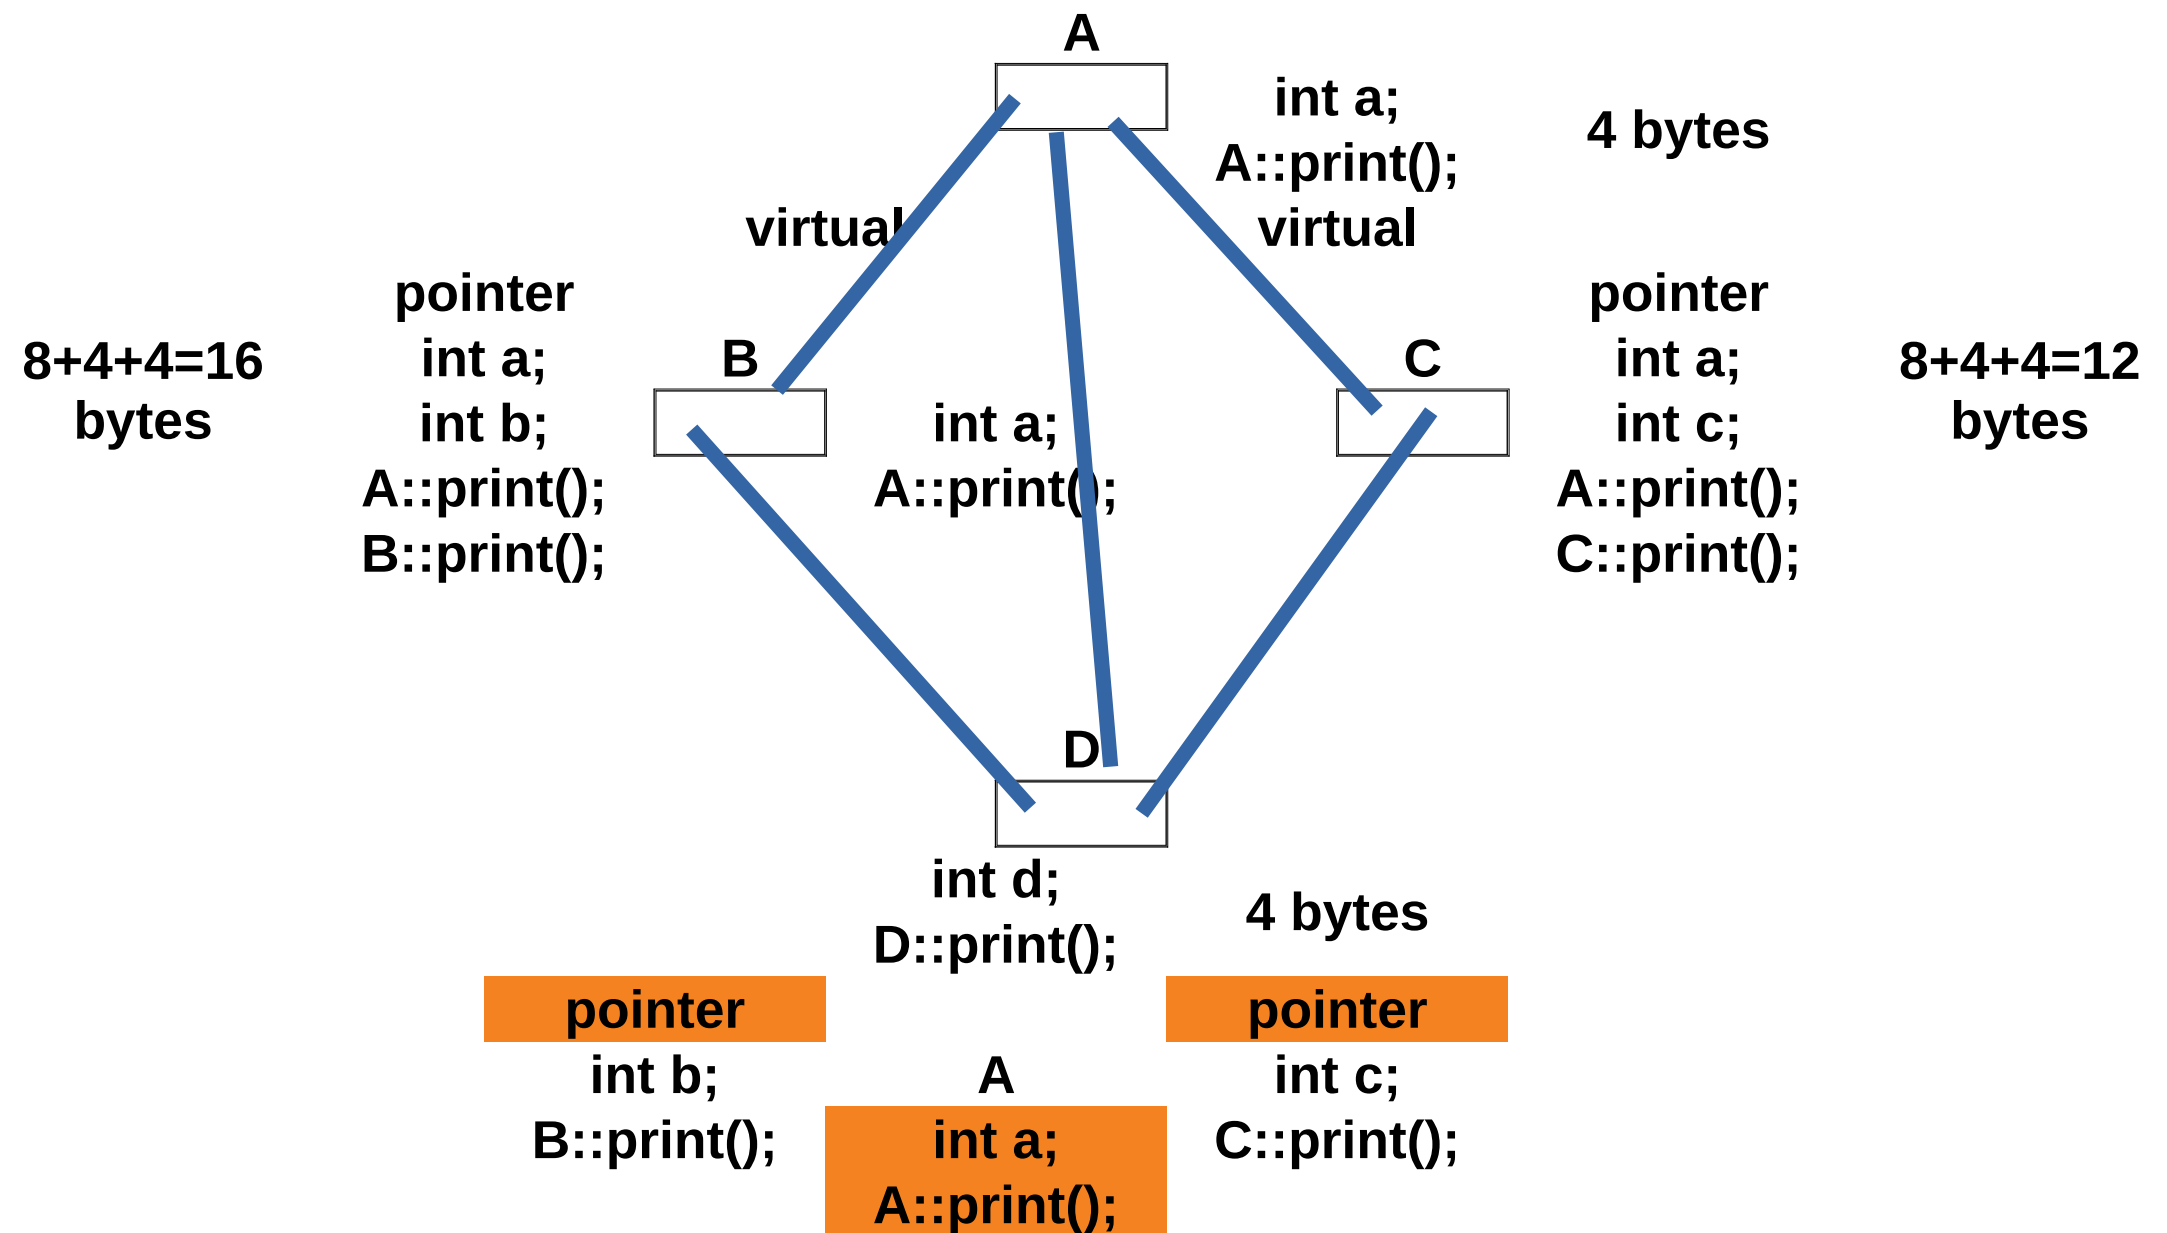 A
int a;
A::print();
4 bytes
virtual
virtual
pointer
int a;
int b;
A::print();
B::print();
8+4+4=16
bytes
B
int a;
A::print();
C
pointer
int a;
int c;
A::print();
C::print();
8+4+4=12
bytes
D
int d;
D::print();
4 bytes
pointer
int b;
B::print();
A
int a;
A::print();
pointer
int c;
C::print();